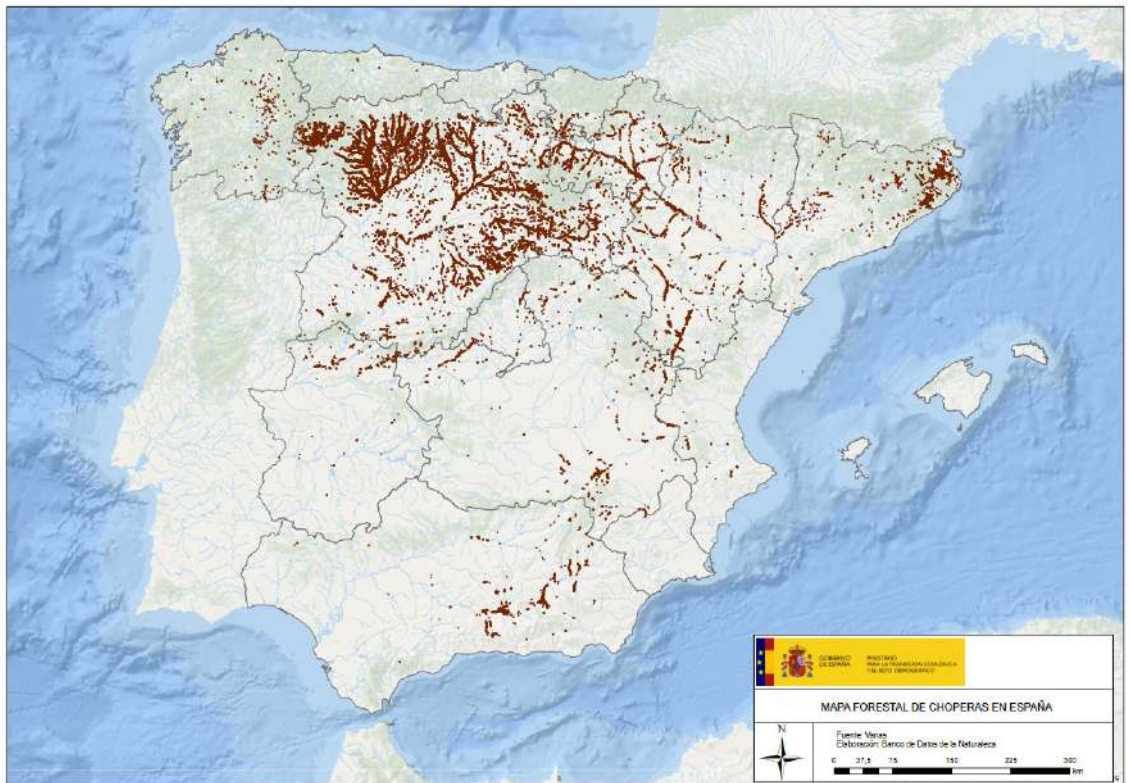 GOBIERNO
DE ESPAÑA
MINISTERIO
PARA LA TRANSICIÓN ECOLÓGICA
Y EL RETO DEMOGRÁFICO
MAPA FORESTAL DE CHOPERAS EN ESPAÑA
N
Fuente: Varias
Elaboración: Banco de Datos de la Naturaleza
0 37,5 75 150 225 300
km